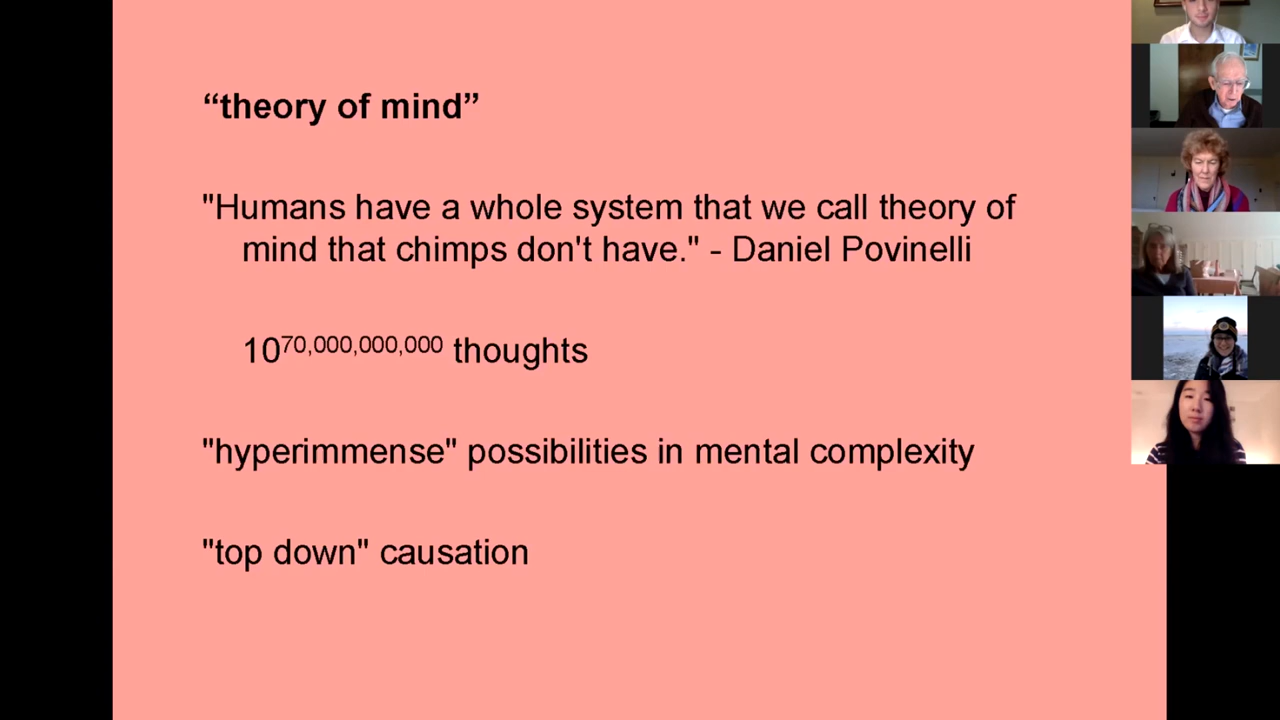 “theory of mind”
"Humans have a whole system that we call theory of
mind that chimps don't have." - Daniel Povinelli
10^70,000,000,000 thoughts
"hyperimmense" possibilities in mental complexity
"top down" causation